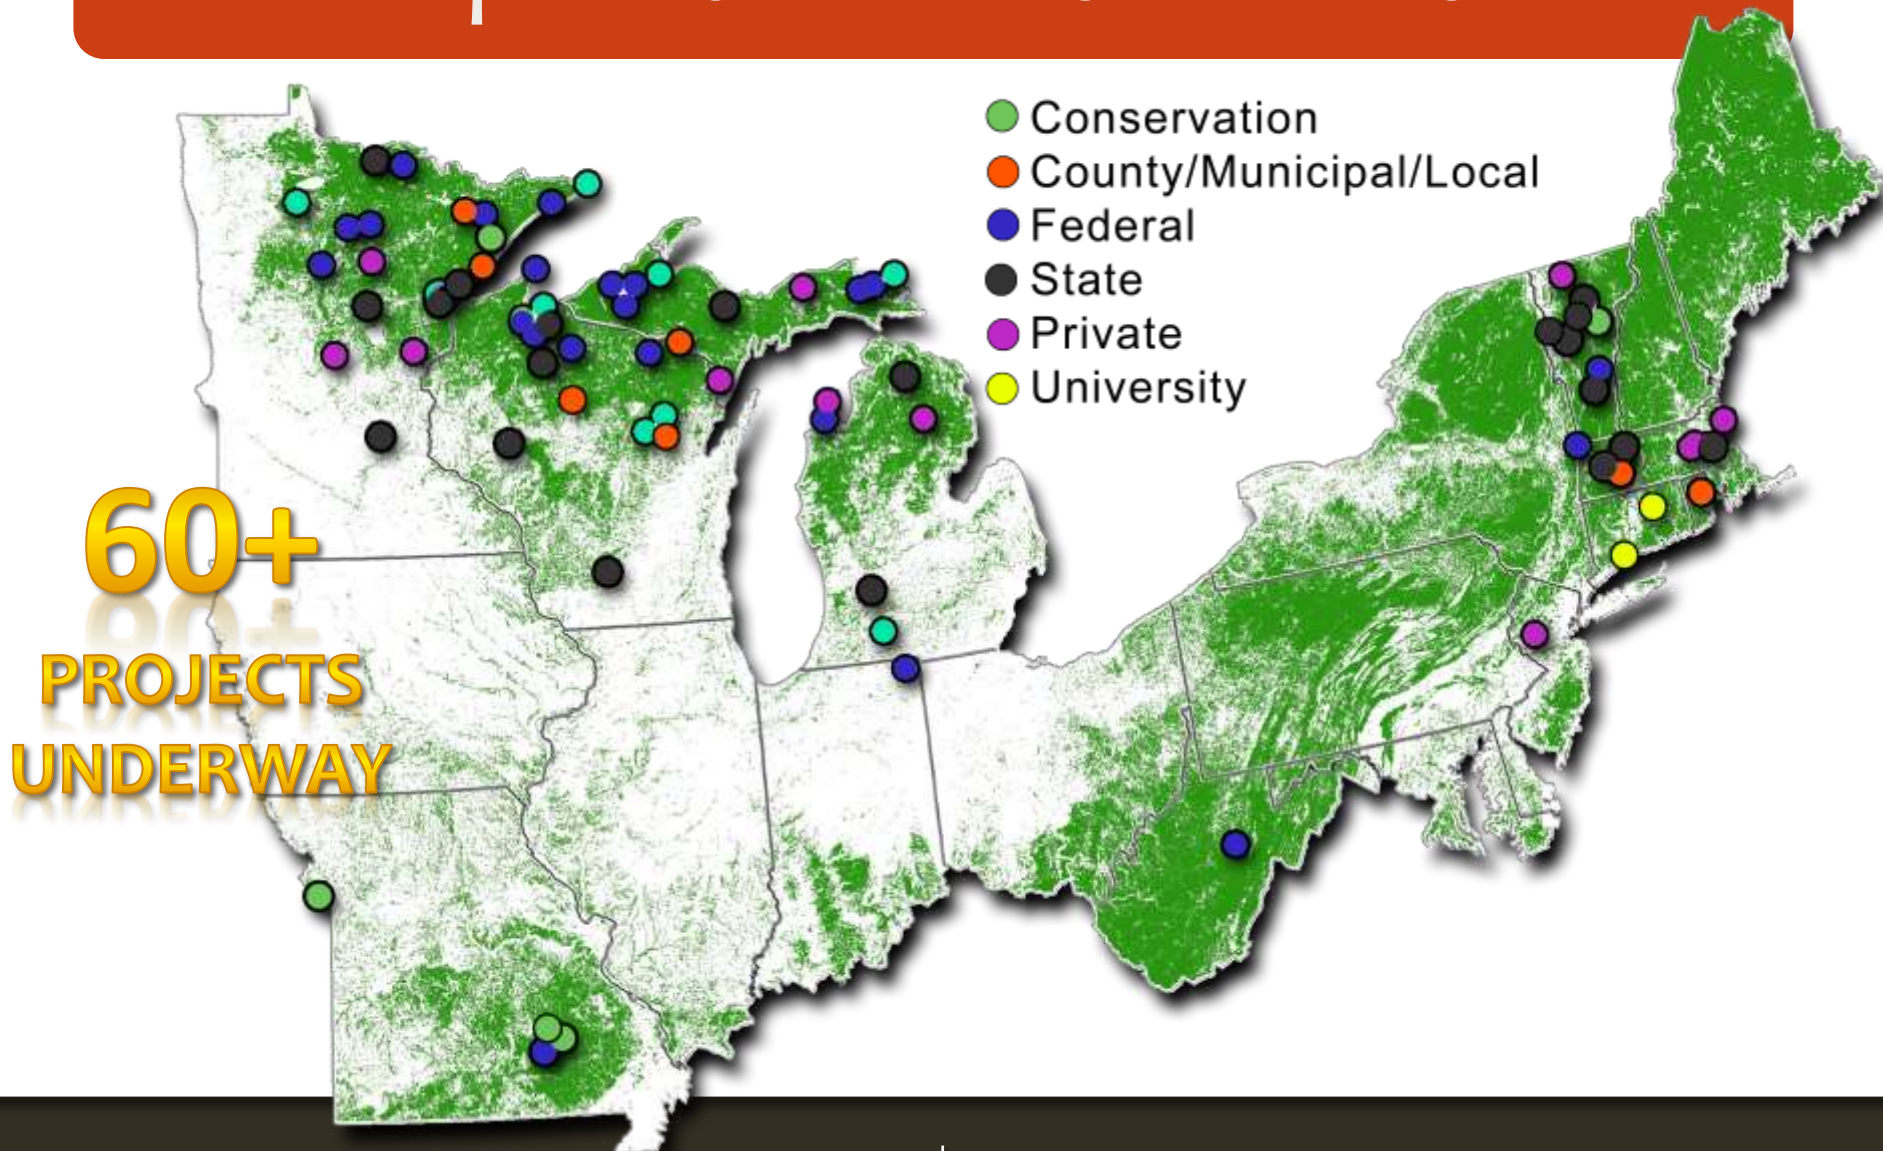 Conservation
County/Municipal/Local
Federal
State
Private
University
60+
PROJECTS
UNDERWAY